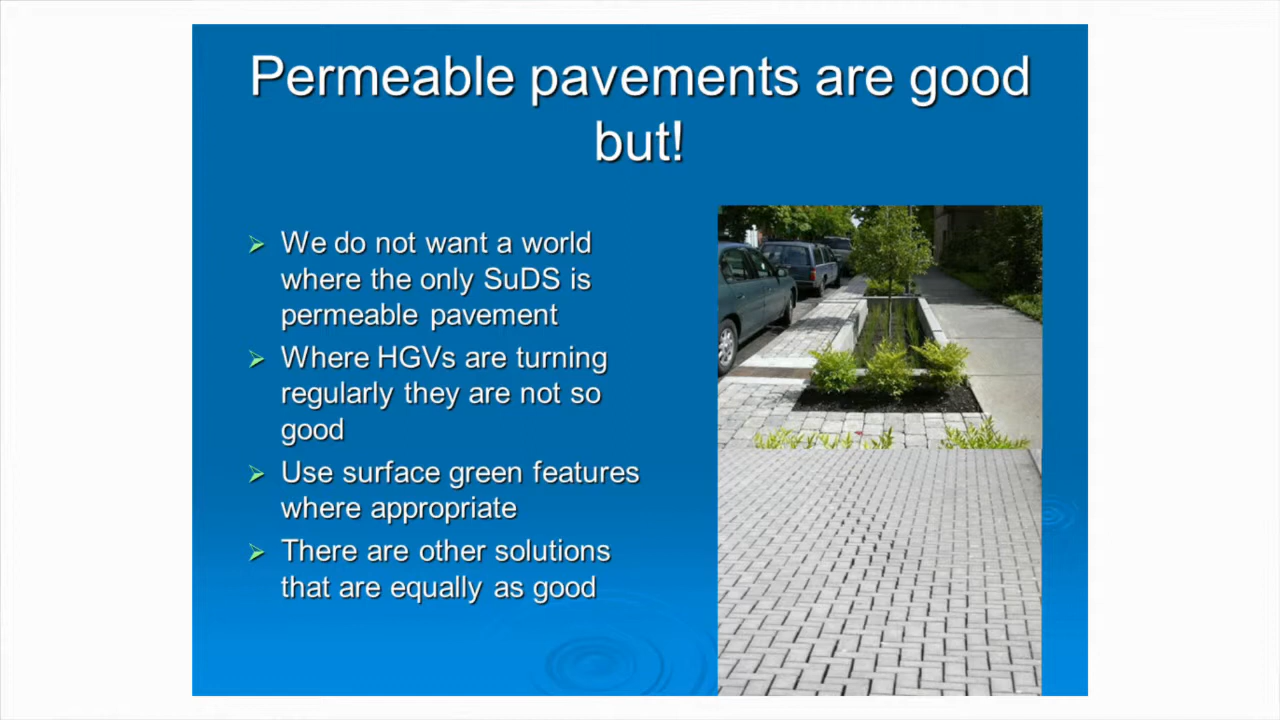 Permeable pavements are good
but!
We do not want a world
where the only SuDS is
permeable pavement
Where HGVs are turning
regularly they are not so
good
Use surface green features
where appropriate
There are other solutions
that are equally as good